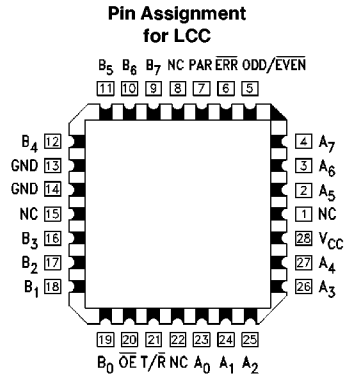 Pin Assignment
for LCC
B5 B6 B7 NC PAR E̅R̅R̅ ODD/E̅V̅E̅N̅
11 10 9 8 7 6 5
B4 12
GND 13
GND 14
NC 15
B3 16
B2 17
B1 18
4 A7
3 A6
2 A5
1 NC
28 VCC
27 A4
26 A3
19 20 21 22 23 24 25
B0 O̅E̅ T/R̅ NC A0 A1 A2